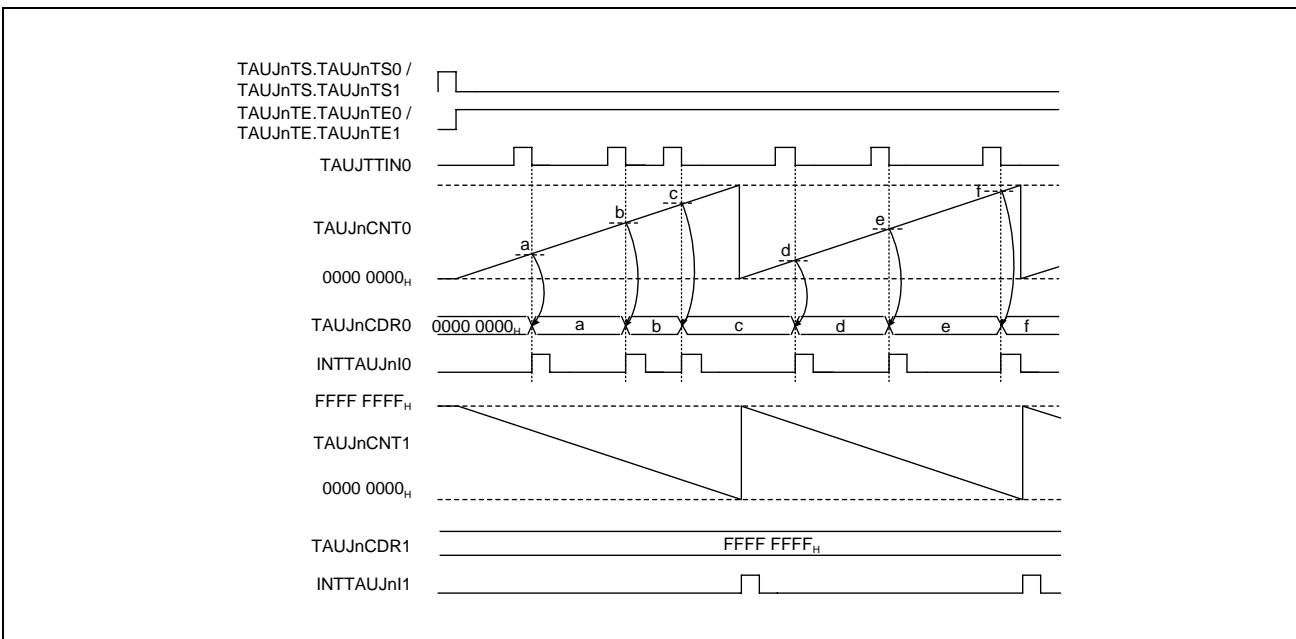 TAUJnTS.TAUJnTS0 /
TAUJnTS.TAUJnTS1
TAUJnTE.TAUJnTE0 /
TAUJnTE.TAUJnTE1
TAUJTTIN0
a
b
c
d
e
f
TAUJnCNT0
0000 0000H
TAUJnCDR0
0000 0000H
a
b
c
d
e
f
INTTAUJnI0
FFFF FFFFH
TAUJnCNT1
0000 0000H
TAUJnCDR1
FFFF FFFFH
INTTAUJnI1